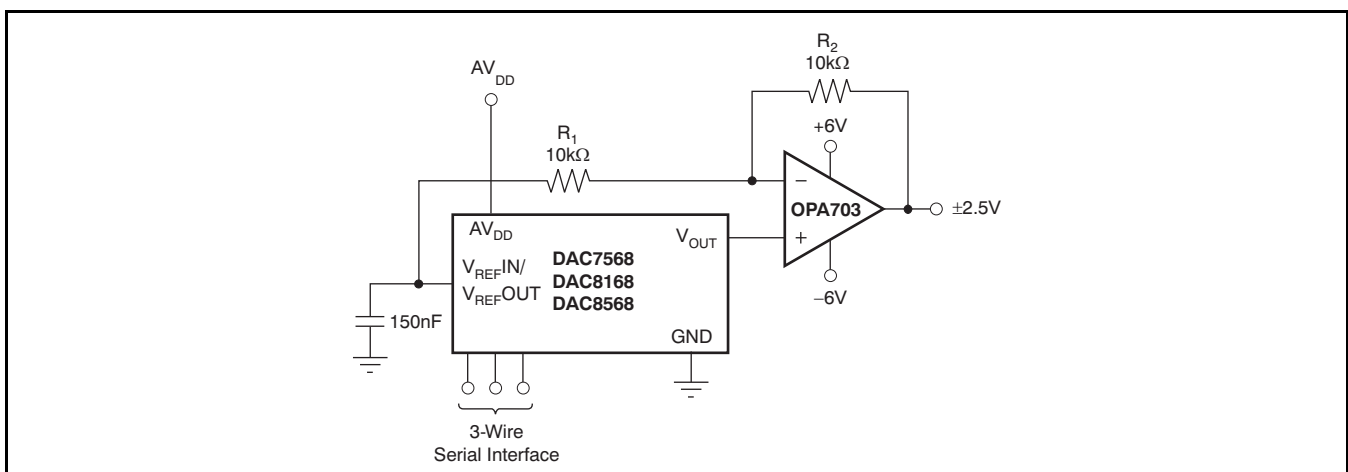 R2
10kΩ
AVDD
+6V
R1
10kΩ
−
OPA703
±2.5V
AVDD
VOUT
+
VREFIN/
VREFOUT
DAC7568
DAC8168
DAC8568
−6V
150nF
GND
3-Wire
Serial Interface